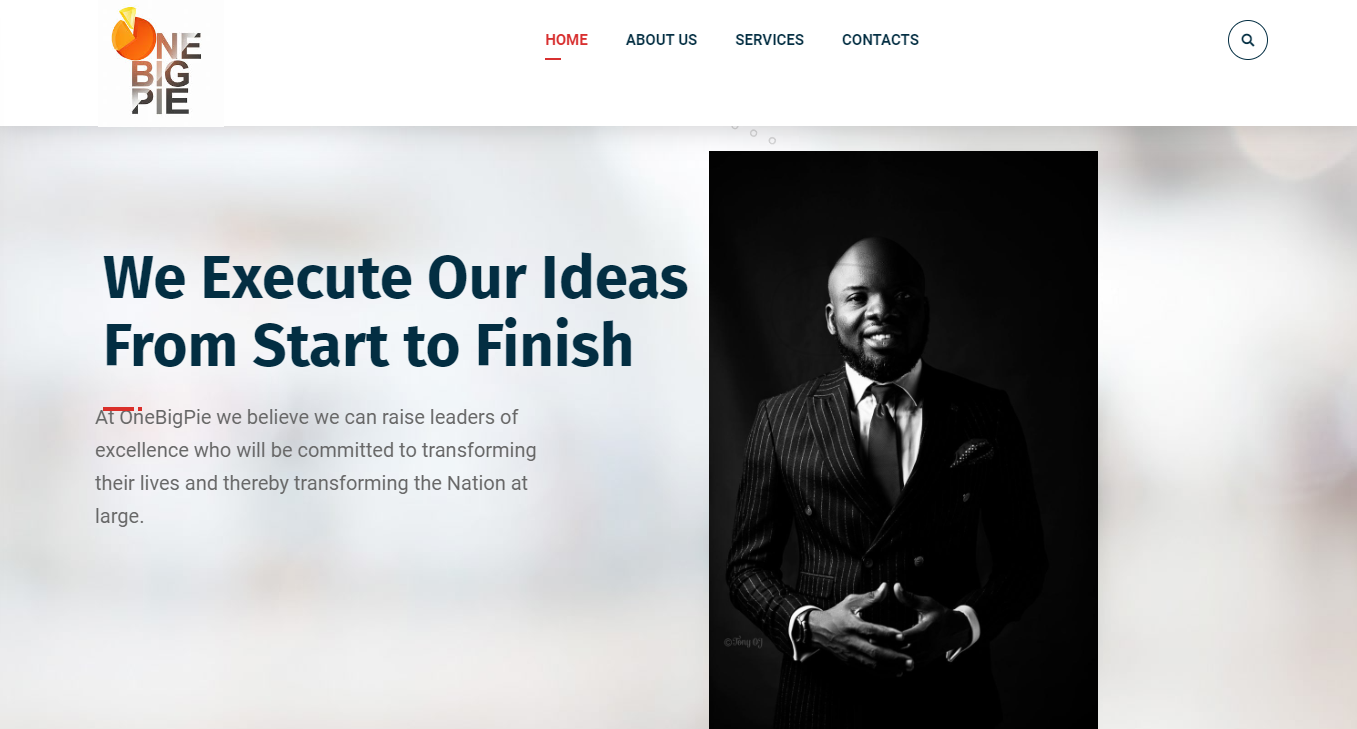 ONE
BIG
PIE
HOME ABOUT US SERVICES CONTACTS
We Execute Our Ideas
From Start to Finish
At OneBigPie we believe we can raise leaders of
excellence who will be committed to transforming
their lives and thereby transforming the Nation at
large.